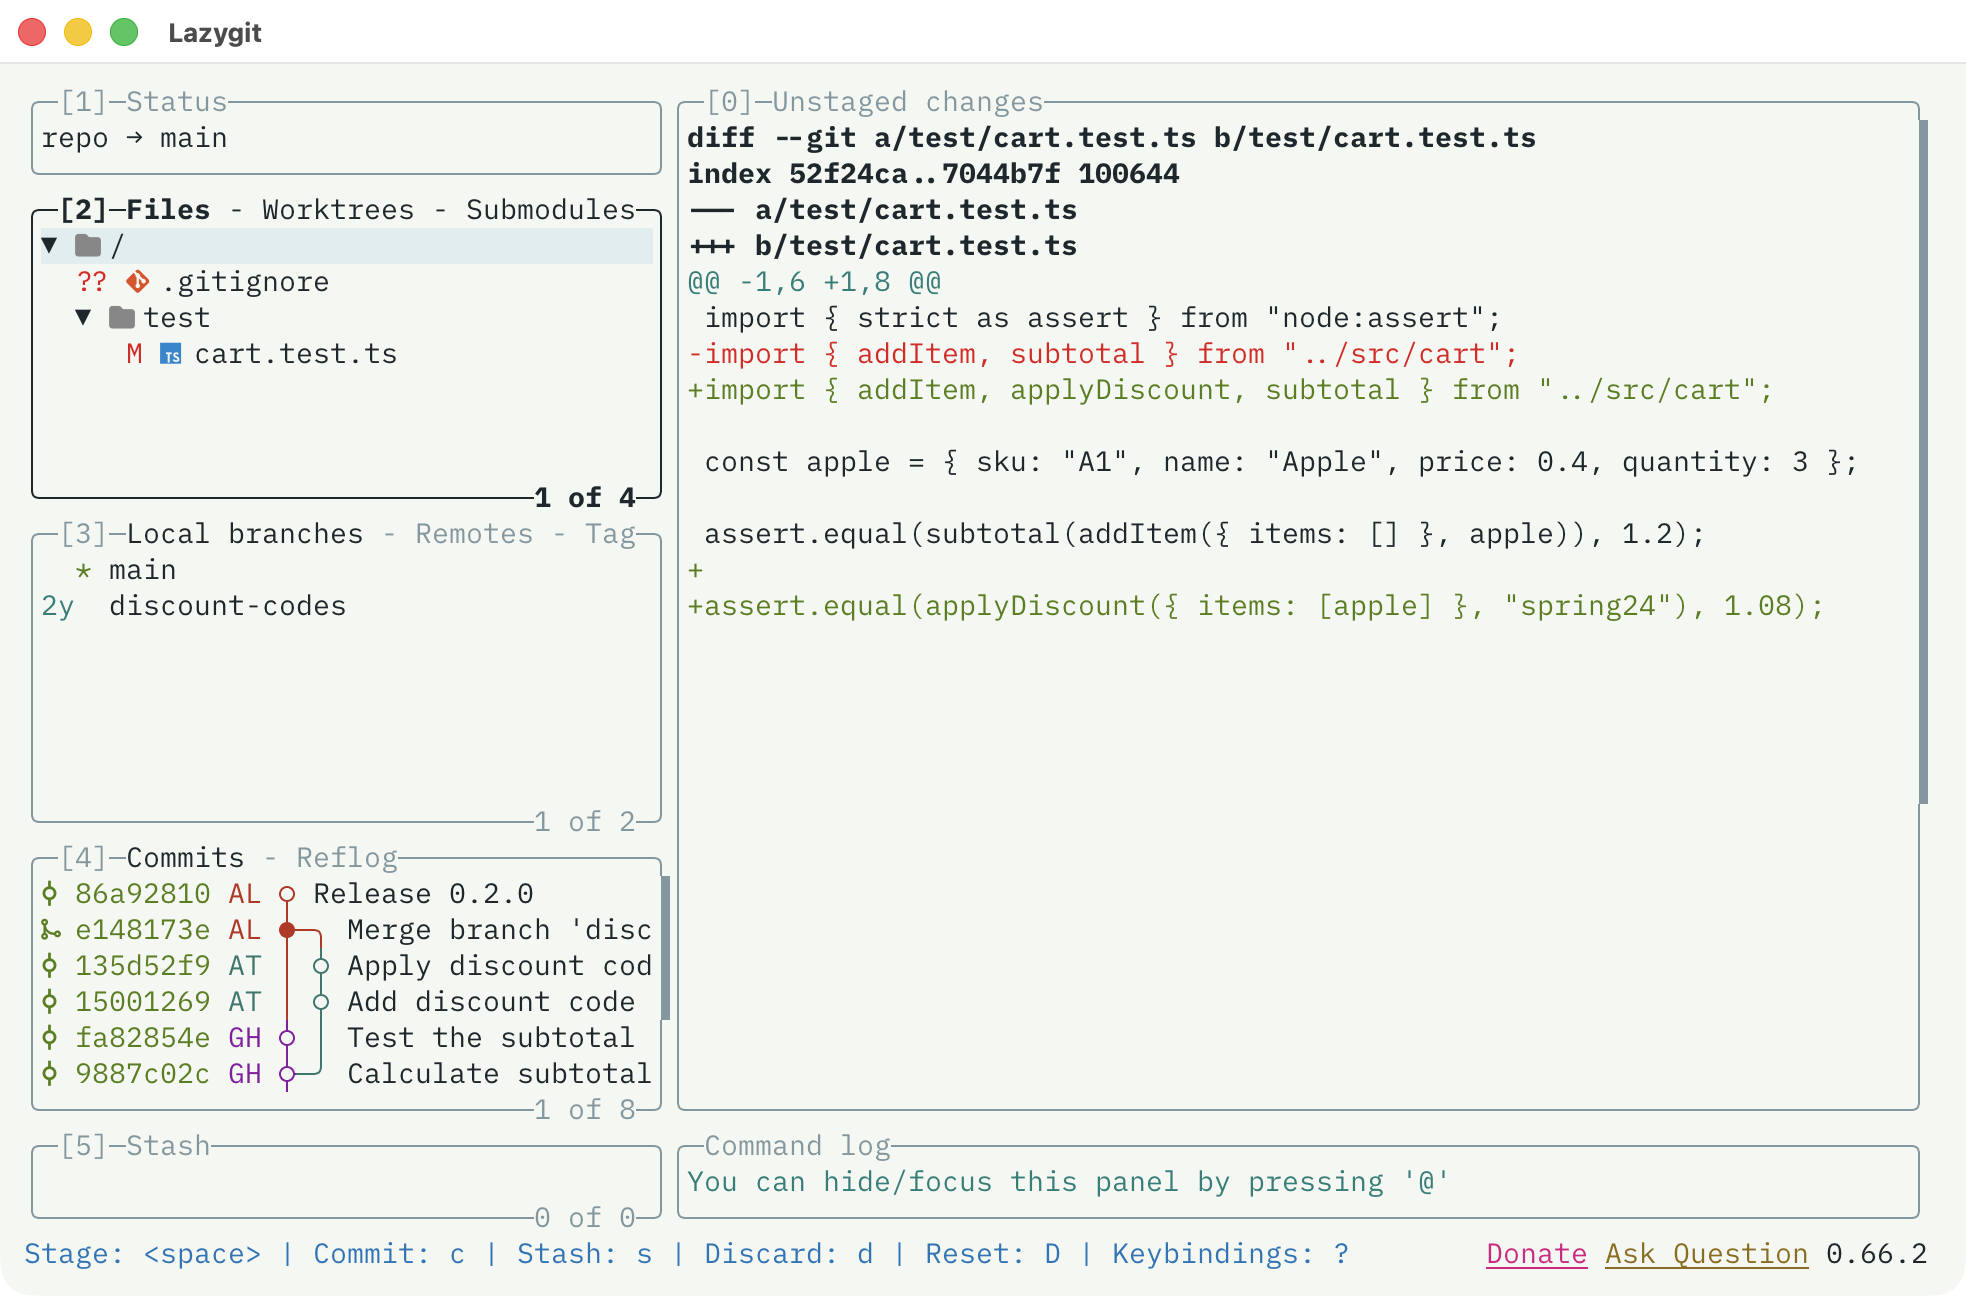 Lazygit
[1]─Status
repo → main
[2]─Files - Worktrees - Submodules
▼ /
?? .gitignore
▼ test
M TS cart.test.ts
1 of 4
[3]─Local branches - Remotes - Tag
* main
2y discount-codes
1 of 2
[4]─Commits - Reflog
86a92810 AL Release 0.2.0
e148173e AL Merge branch 'disc
135d52f9 AT Apply discount cod
15001269 AT Add discount code
fa82854e GH Test the subtotal
9887c02c GH Calculate subtotal
1 of 8
[5]─Stash
0 of 0
[0]─Unstaged changes
diff --git a/test/cart.test.ts b/test/cart.test.ts
index 52f24ca..7044b7f 100644
--- a/test/cart.test.ts
+++ b/test/cart.test.ts
@@ -1,6 +1,8 @@
import { strict as assert } from "node:assert";
-import { addItem, subtotal } from "../src/cart";
+import { addItem, applyDiscount, subtotal } from "../src/cart";
const apple = { sku: "A1", name: "Apple", price: 0.4, quantity: 3 };
assert.equal(subtotal(addItem({ items: [] }, apple)), 1.2);
+
+assert.equal(applyDiscount({ items: [apple] }, "spring24"), 1.08);
Command log
You can hide/focus this panel by pressing '@'
Stage: <space> | Commit: c | Stash: s | Discard: d | Reset: D | Keybindings: ? Donate Ask Question 0.66.2